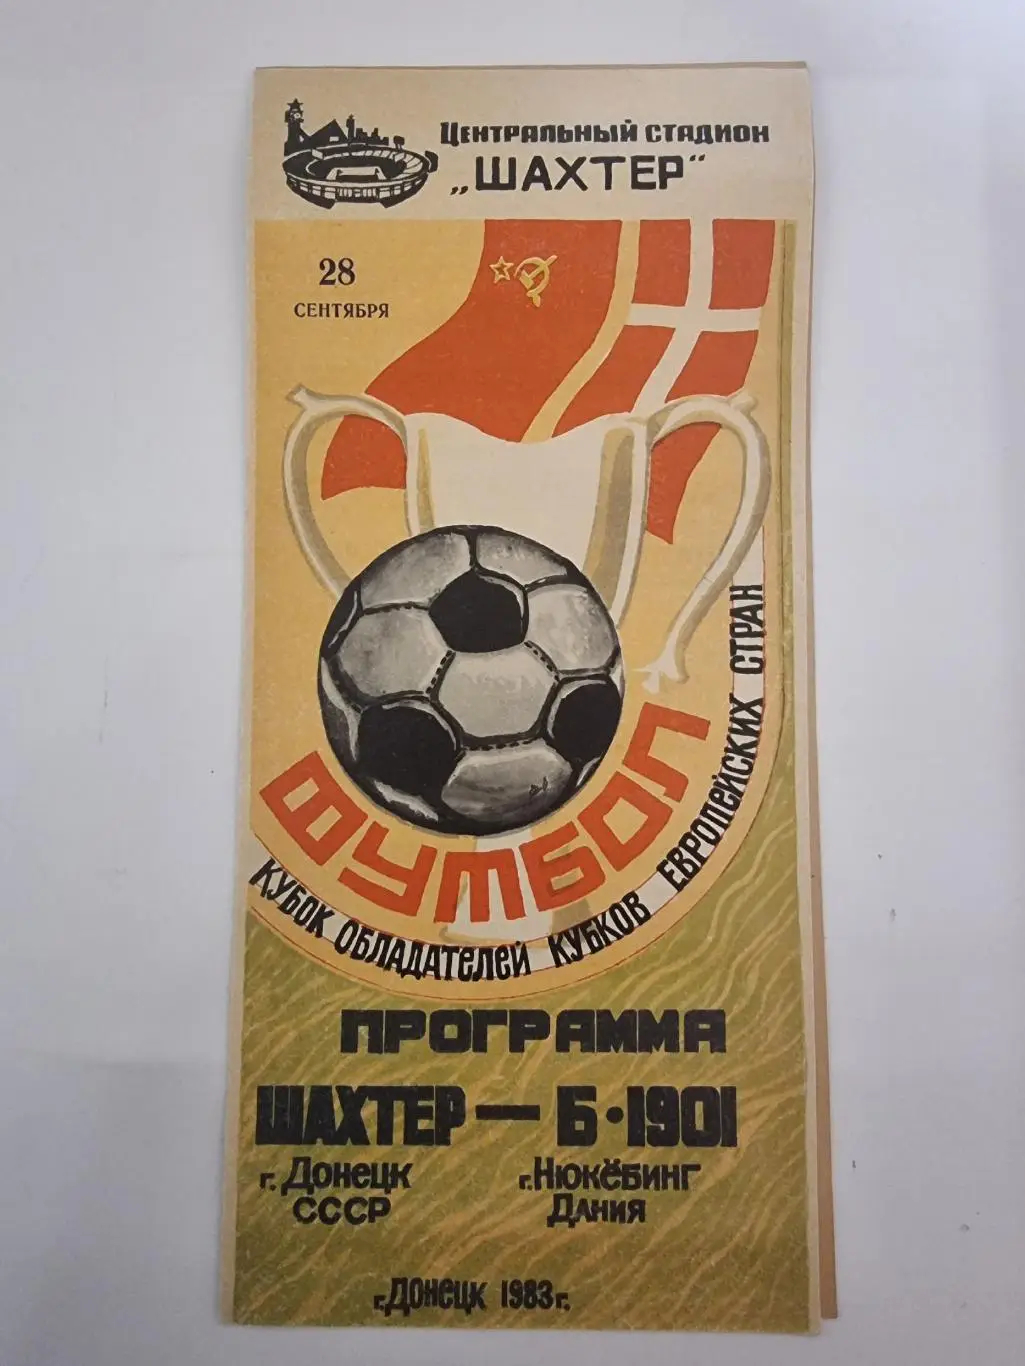 Центральный стадион
„Шахтер"
28
СЕНТЯБРЯ
ФУТБОЛ
Кубок обладателей кубков европейских стран
ПРОГРАММА
ШАХТЕР — Б·1901
г. Донецк г. Нюкёбинг
СССР Дания
г. Донецк 1983 г.